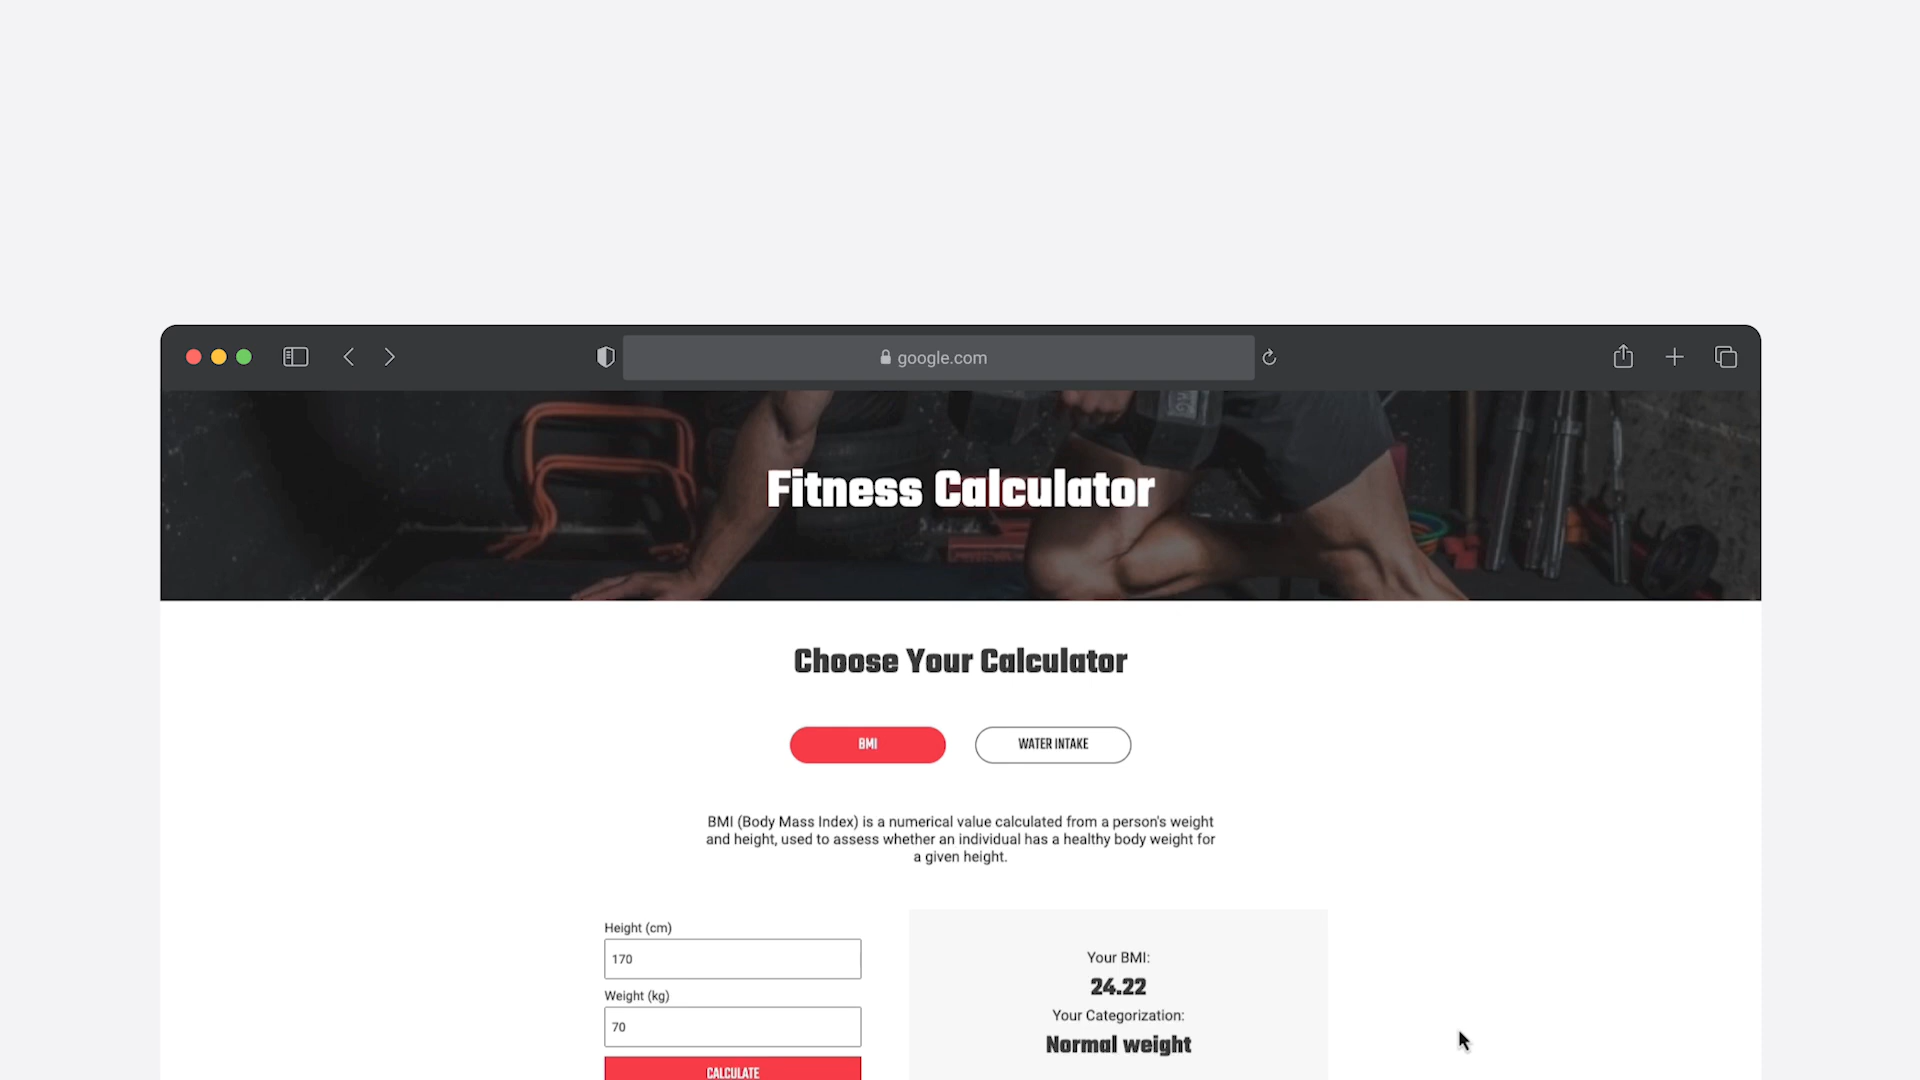 google.com
Fitness Calculator
Choose Your Calculator
BMI
WATER INTAKE
BMI (Body Mass Index) is a numerical value calculated from a person's weight
and height, used to assess whether an individual has a healthy body weight for
a given height.
Height (cm)
170
Weight (kg)
70
CALCULATE
Your BMI:
24.22
Your Categorization:
Normal weight